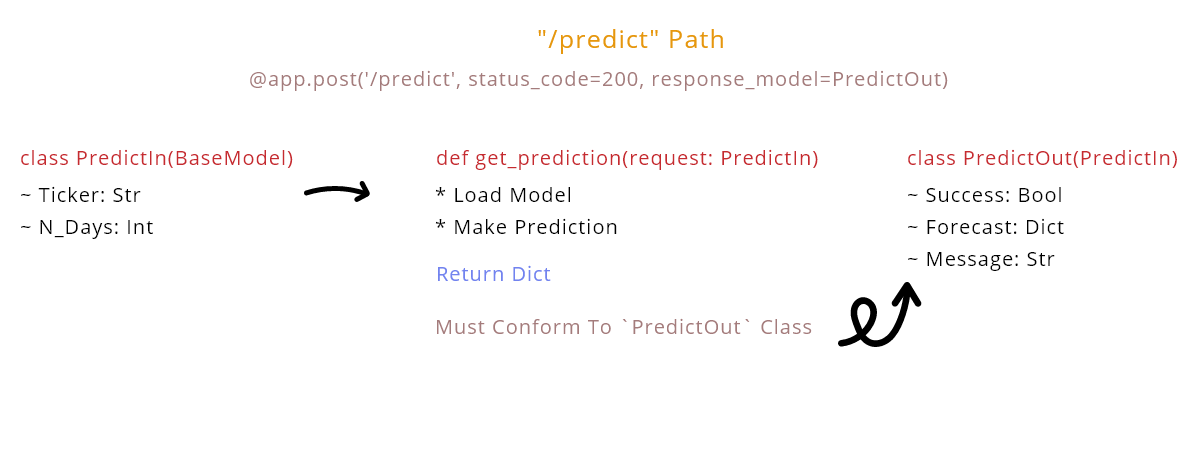 "/predict" Path
@app.post('/predict', status_code=200, response_model=PredictOut)
class PredictIn(BaseModel)
~ Ticker: Str
~ N_Days: Int
def get_prediction(request: PredictIn)
* Load Model
* Make Prediction
Return Dict
Must Conform To `PredictOut` Class
class PredictOut(PredictIn)
~ Success: Bool
~ Forecast: Dict
~ Message: Str